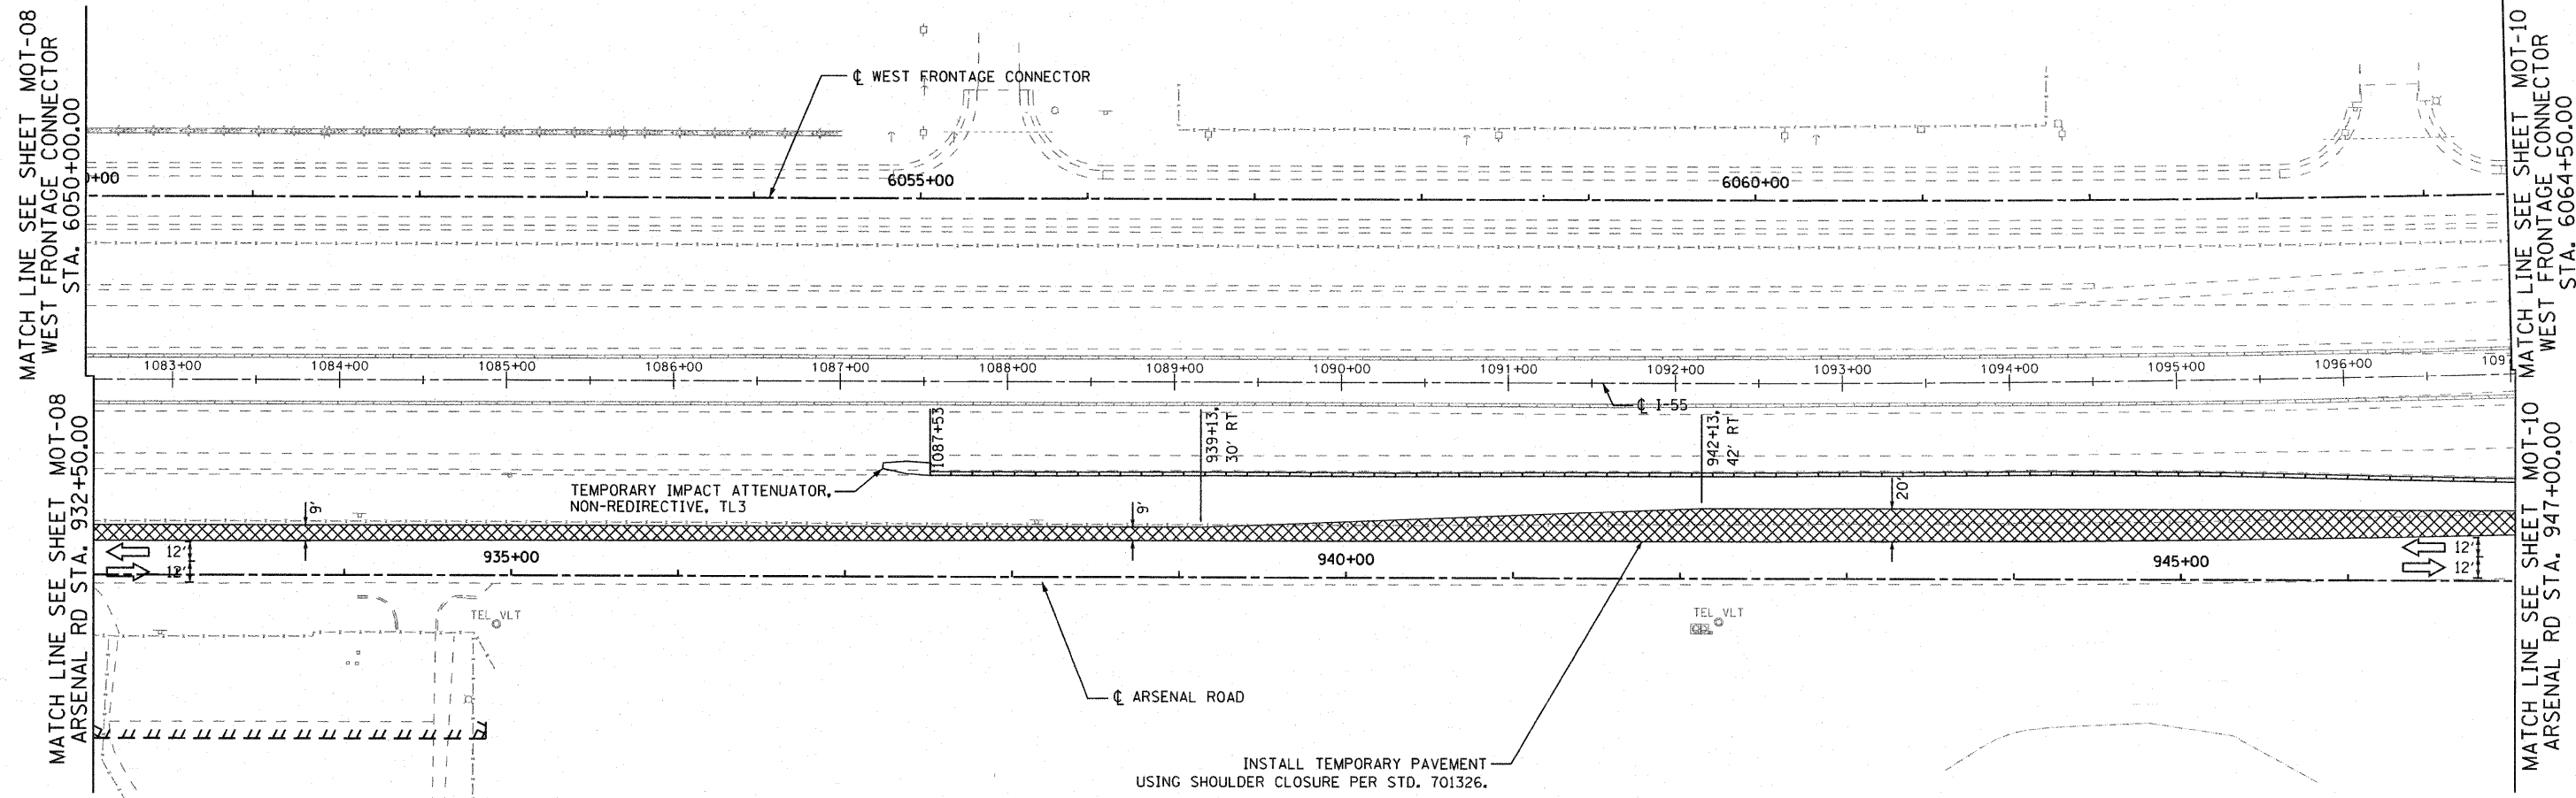 MATCH LINE SEE SHEET MOT-08
WEST FRONTAGE CONNECTOR
STA. 6050+00.00
℄ WEST FRONTAGE CONNECTOR
0+00
6055+00
6060+00
MATCH LINE SEE SHEET MOT-10
WEST FRONTAGE CONNECTOR
STA. 6064+50.00
1083+00
1084+00
1085+00
1086+00
1087+00
1088+00
1089+00
1090+00
1091+00
1092+00
1093+00
1094+00
1095+00
1096+00
109
℄ I-55
MATCH LINE SEE SHEET MOT-08
ARSENAL RD STA. 932+50.00
1087+53
939+13,
30' RT
942+13,
42' RT
TEMPORARY IMPACT ATTENUATOR,
NON-REDIRECTIVE, TL3
9'
9'
20'
12'
12'
935+00
940+00
945+00
12'
12'
TEL VLT
TEL VLT
℄ ARSENAL ROAD
INSTALL TEMPORARY PAVEMENT
USING SHOULDER CLOSURE PER STD. 701326.
MATCH LINE SEE SHEET MOT-10
ARSENAL RD STA. 947+00.00